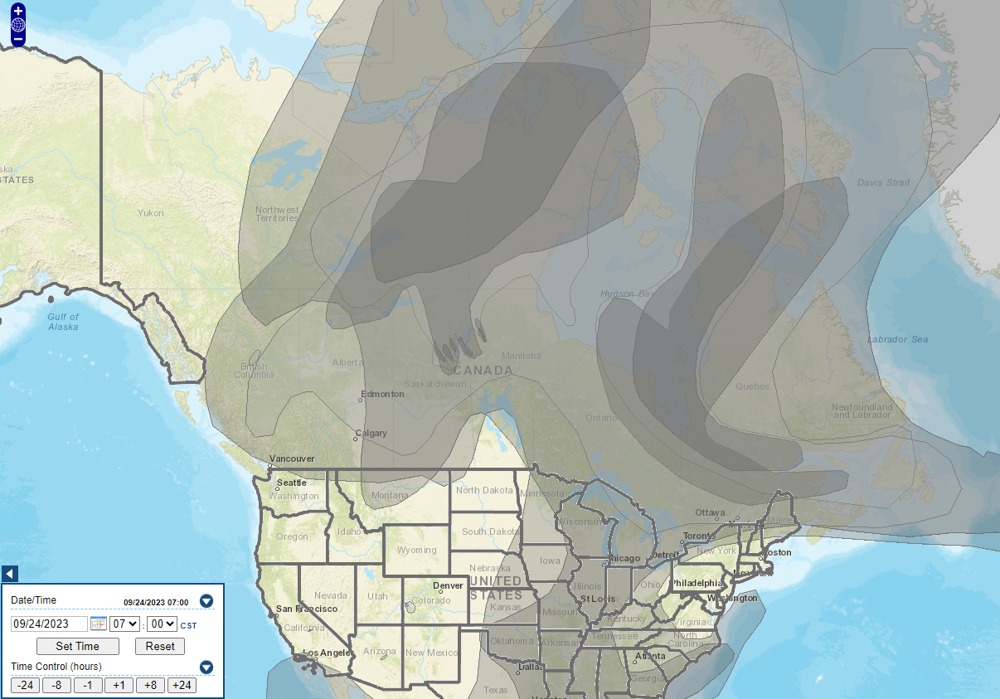 +
−
STATES
Yukon
Northwest
Territories
Davis Strait
Gulf of
Alaska
Hudson Bay
Labrador Sea
British
Columbia
Alberta
Manitoba
CANADA
Saskatchewan
Edmonton
Quebec
Newfoundland
and Labrador
Ontario
Calgary
Vancouver
Seattle
Washington
Montana
North Dakota
Minnesota
Ottawa
Maine
Oregon
Idaho
South Dakota
Wisconsin
Toronto
Wyoming
New York
Boston
Iowa
Chicago
Detroit
Nebraska
Denver
UNITED
STATES
Illinois
Ohio
Philadelphia
Nevada
Utah
Colorado
St Louis
Washington
San Francisco
Kansas
Missouri
Kentucky
Virginia
California
Tennessee
North
Carolina
Oklahoma
Arkansas
Los Angeles
Arizona
New Mexico
Atlanta
Dallas
Georgia
Texas
Houston
Date/Time
09/24/2023 07:00
09/24/2023
07 : 00 CST
Set Time Reset
Time Control (hours)
-24 -8 -1 +1 +8 +24